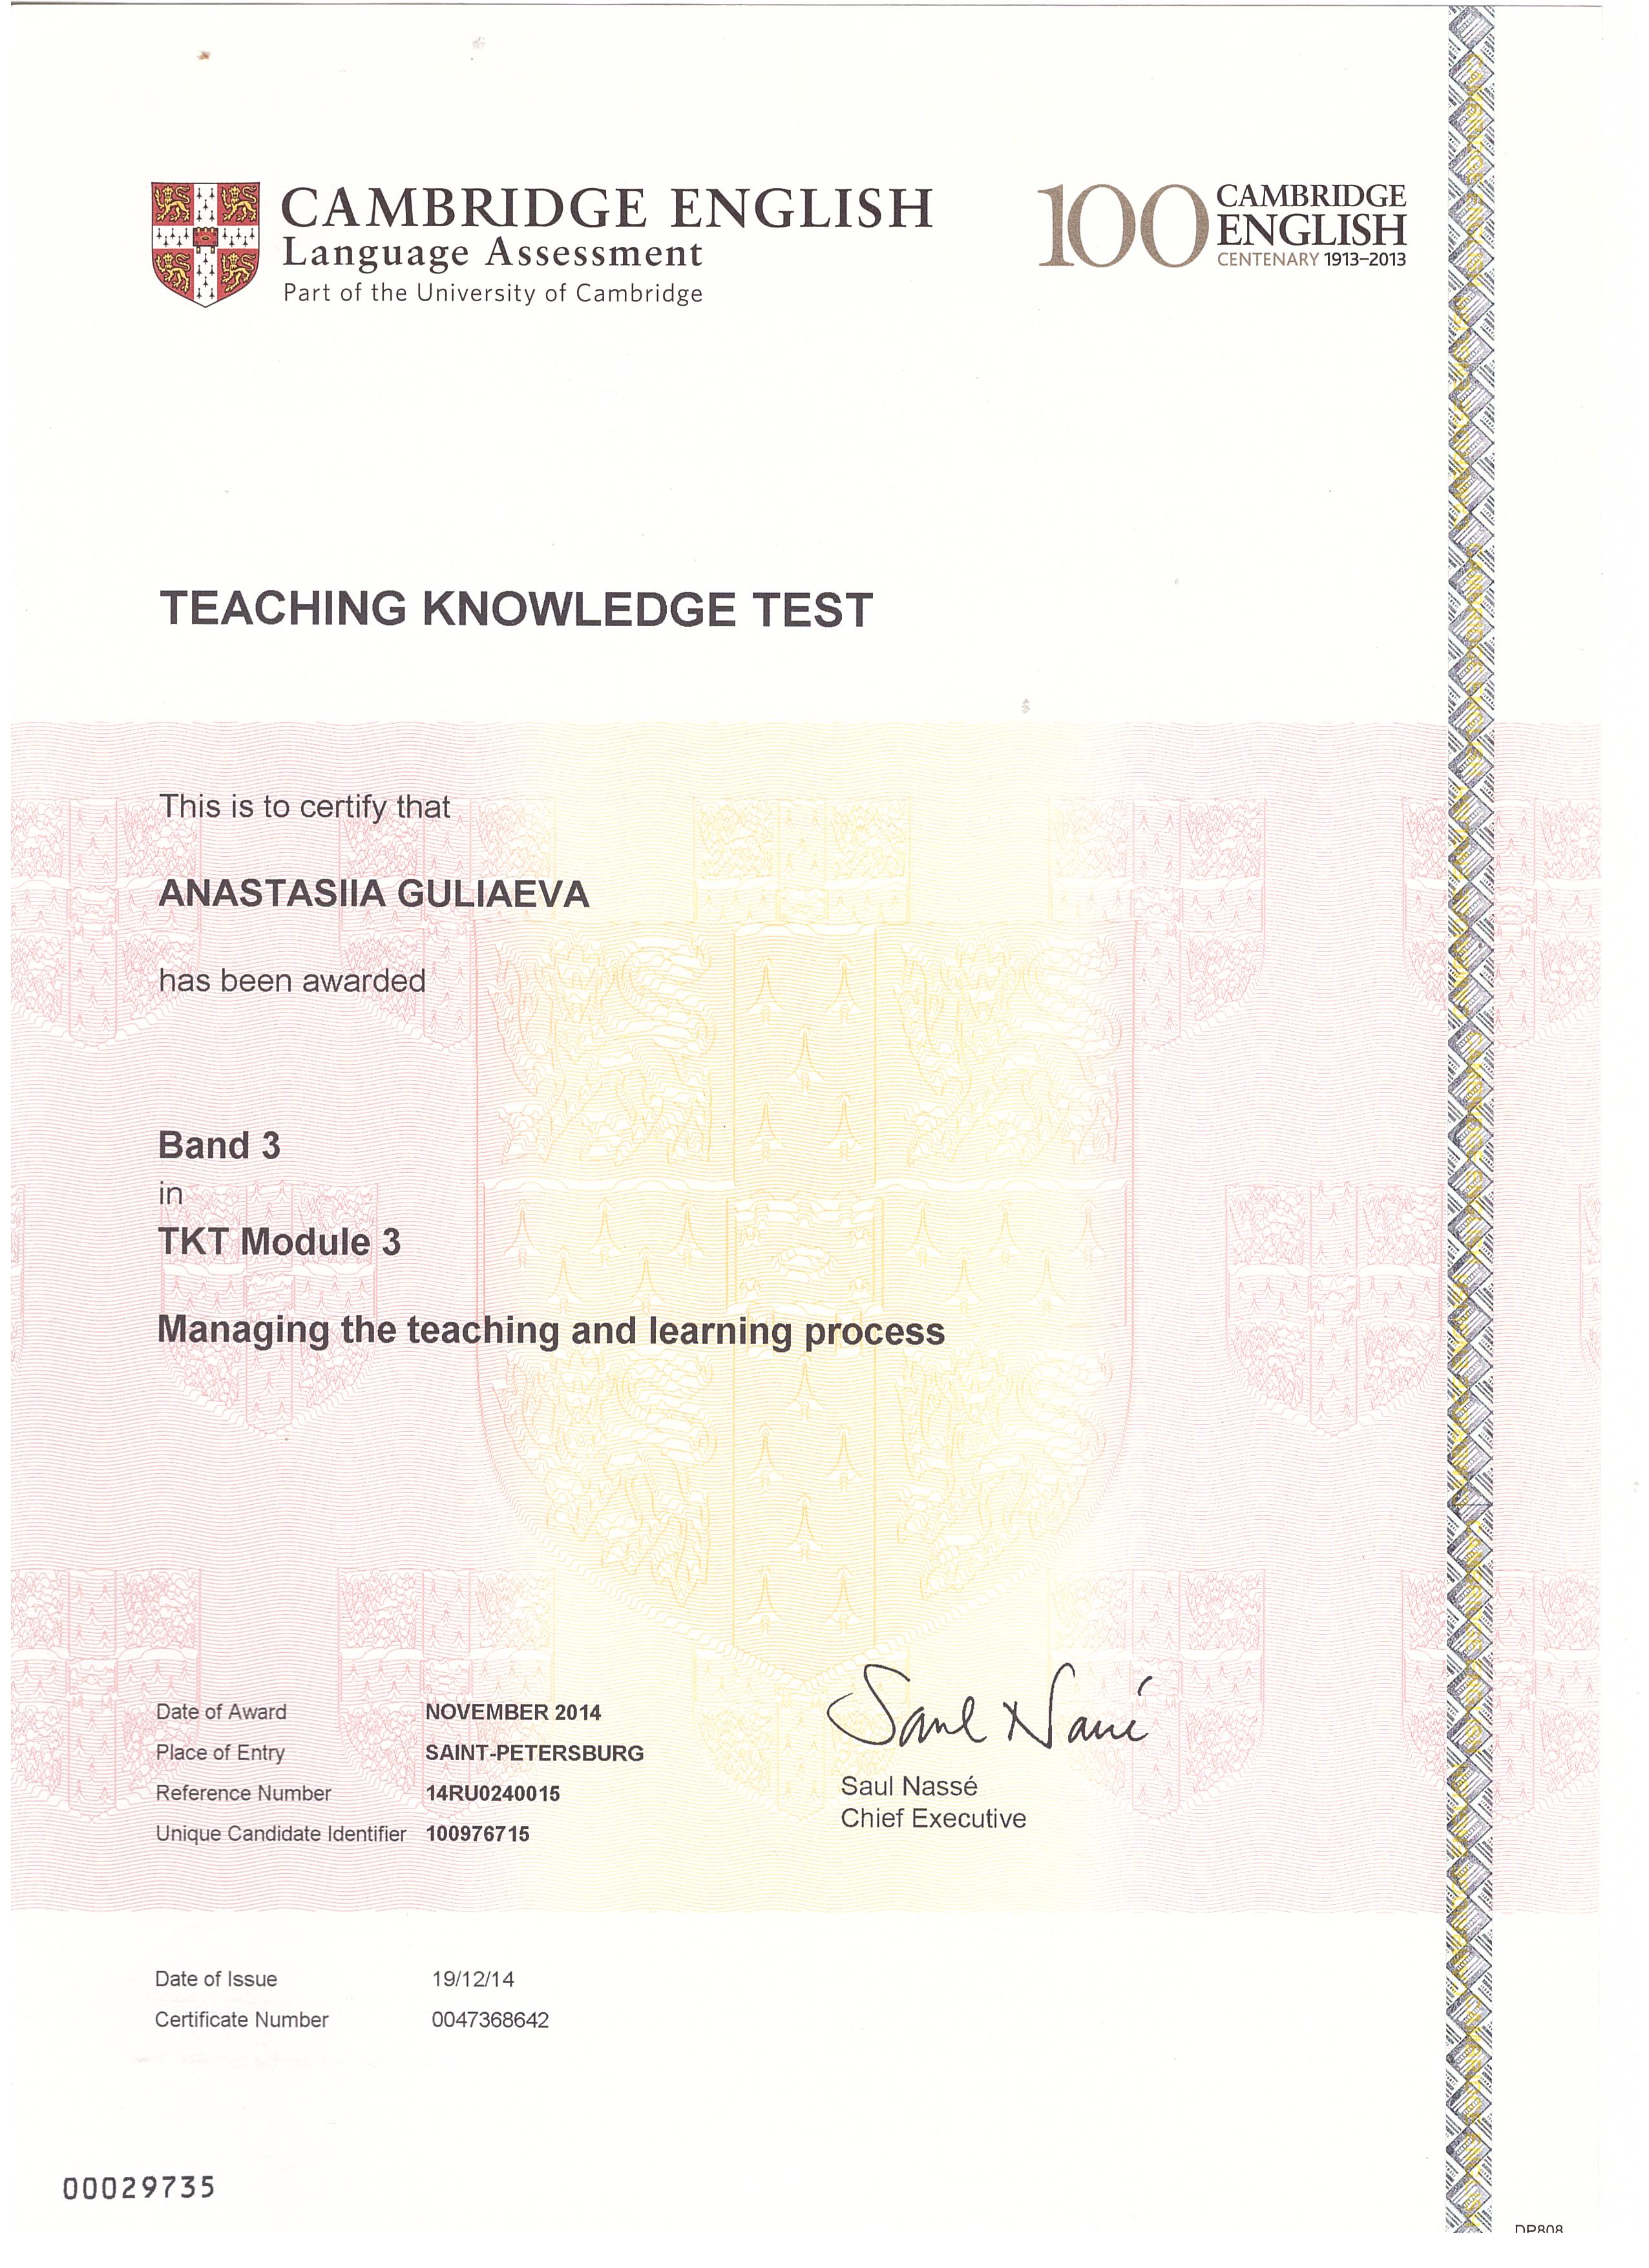 CAMBRIDGE ENGLISH
Language Assessment
Part of the University of Cambridge
100 CAMBRIDGE
ENGLISH
CENTENARY 1913–2013
TEACHING KNOWLEDGE TEST
This is to certify that
ANASTASIIA GULIAEVA
has been awarded
Band 3
in
TKT Module 3
Managing the teaching and learning process
Date of Award NOVEMBER 2014
Place of Entry SAINT-PETERSBURG
Reference Number 14RU0240015
Unique Candidate Identifier 100976715
Saul Nassé
Saul Nassé
Chief Executive
Date of Issue 19/12/14
Certificate Number 0047368642
00029735
DP808